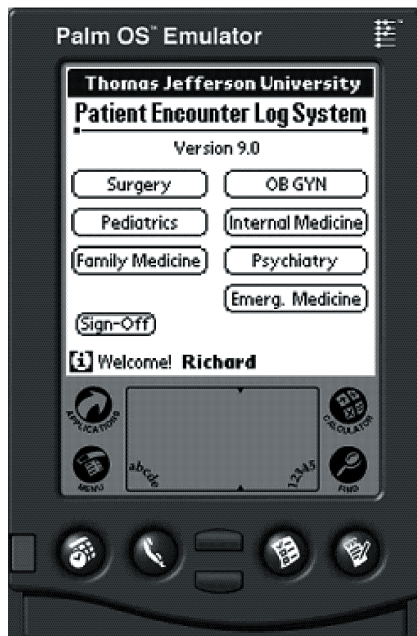 Palm OS™ Emulator
Thomas Jefferson University
Patient Encounter Log System
Version 9.0
Surgery OB GYN
Pediatrics Internal Medicine
Family Medicine Psychiatry
Emerg. Medicine
Sign-Off
i Welcome! Richard
APPLICATIONS CALCULATOR
MENU abcde 12345 FIND